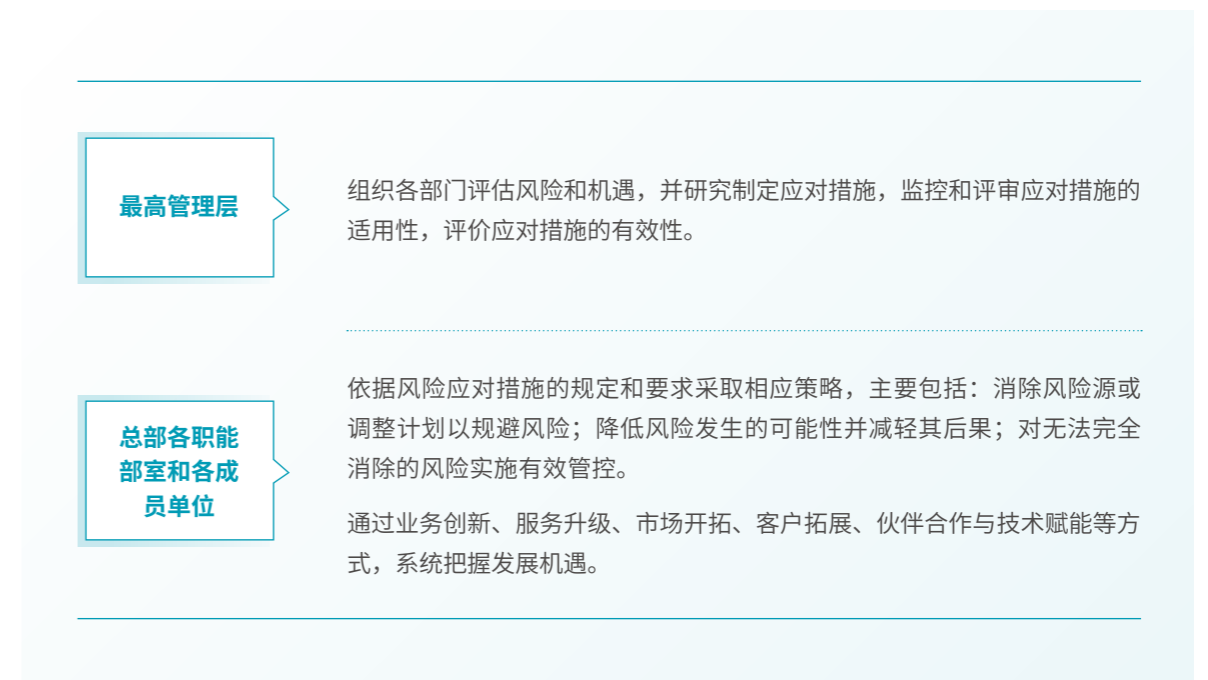 最高管理层
组织各部门评估风险和机遇，并研究制定应对措施，监控和评审应对措施的
适用性，评价应对措施的有效性。
总部各职能
部室和各成
员单位
依据风险应对措施的规定和要求采取相应策略，主要包括：消除风险源或
调整计划以规避风险；降低风险发生的可能性并减轻其后果；对无法完全
消除的风险实施有效管控。
通过业务创新、服务升级、市场开拓、客户拓展、伙伴合作与技术赋能等方
式，系统把握发展机遇。